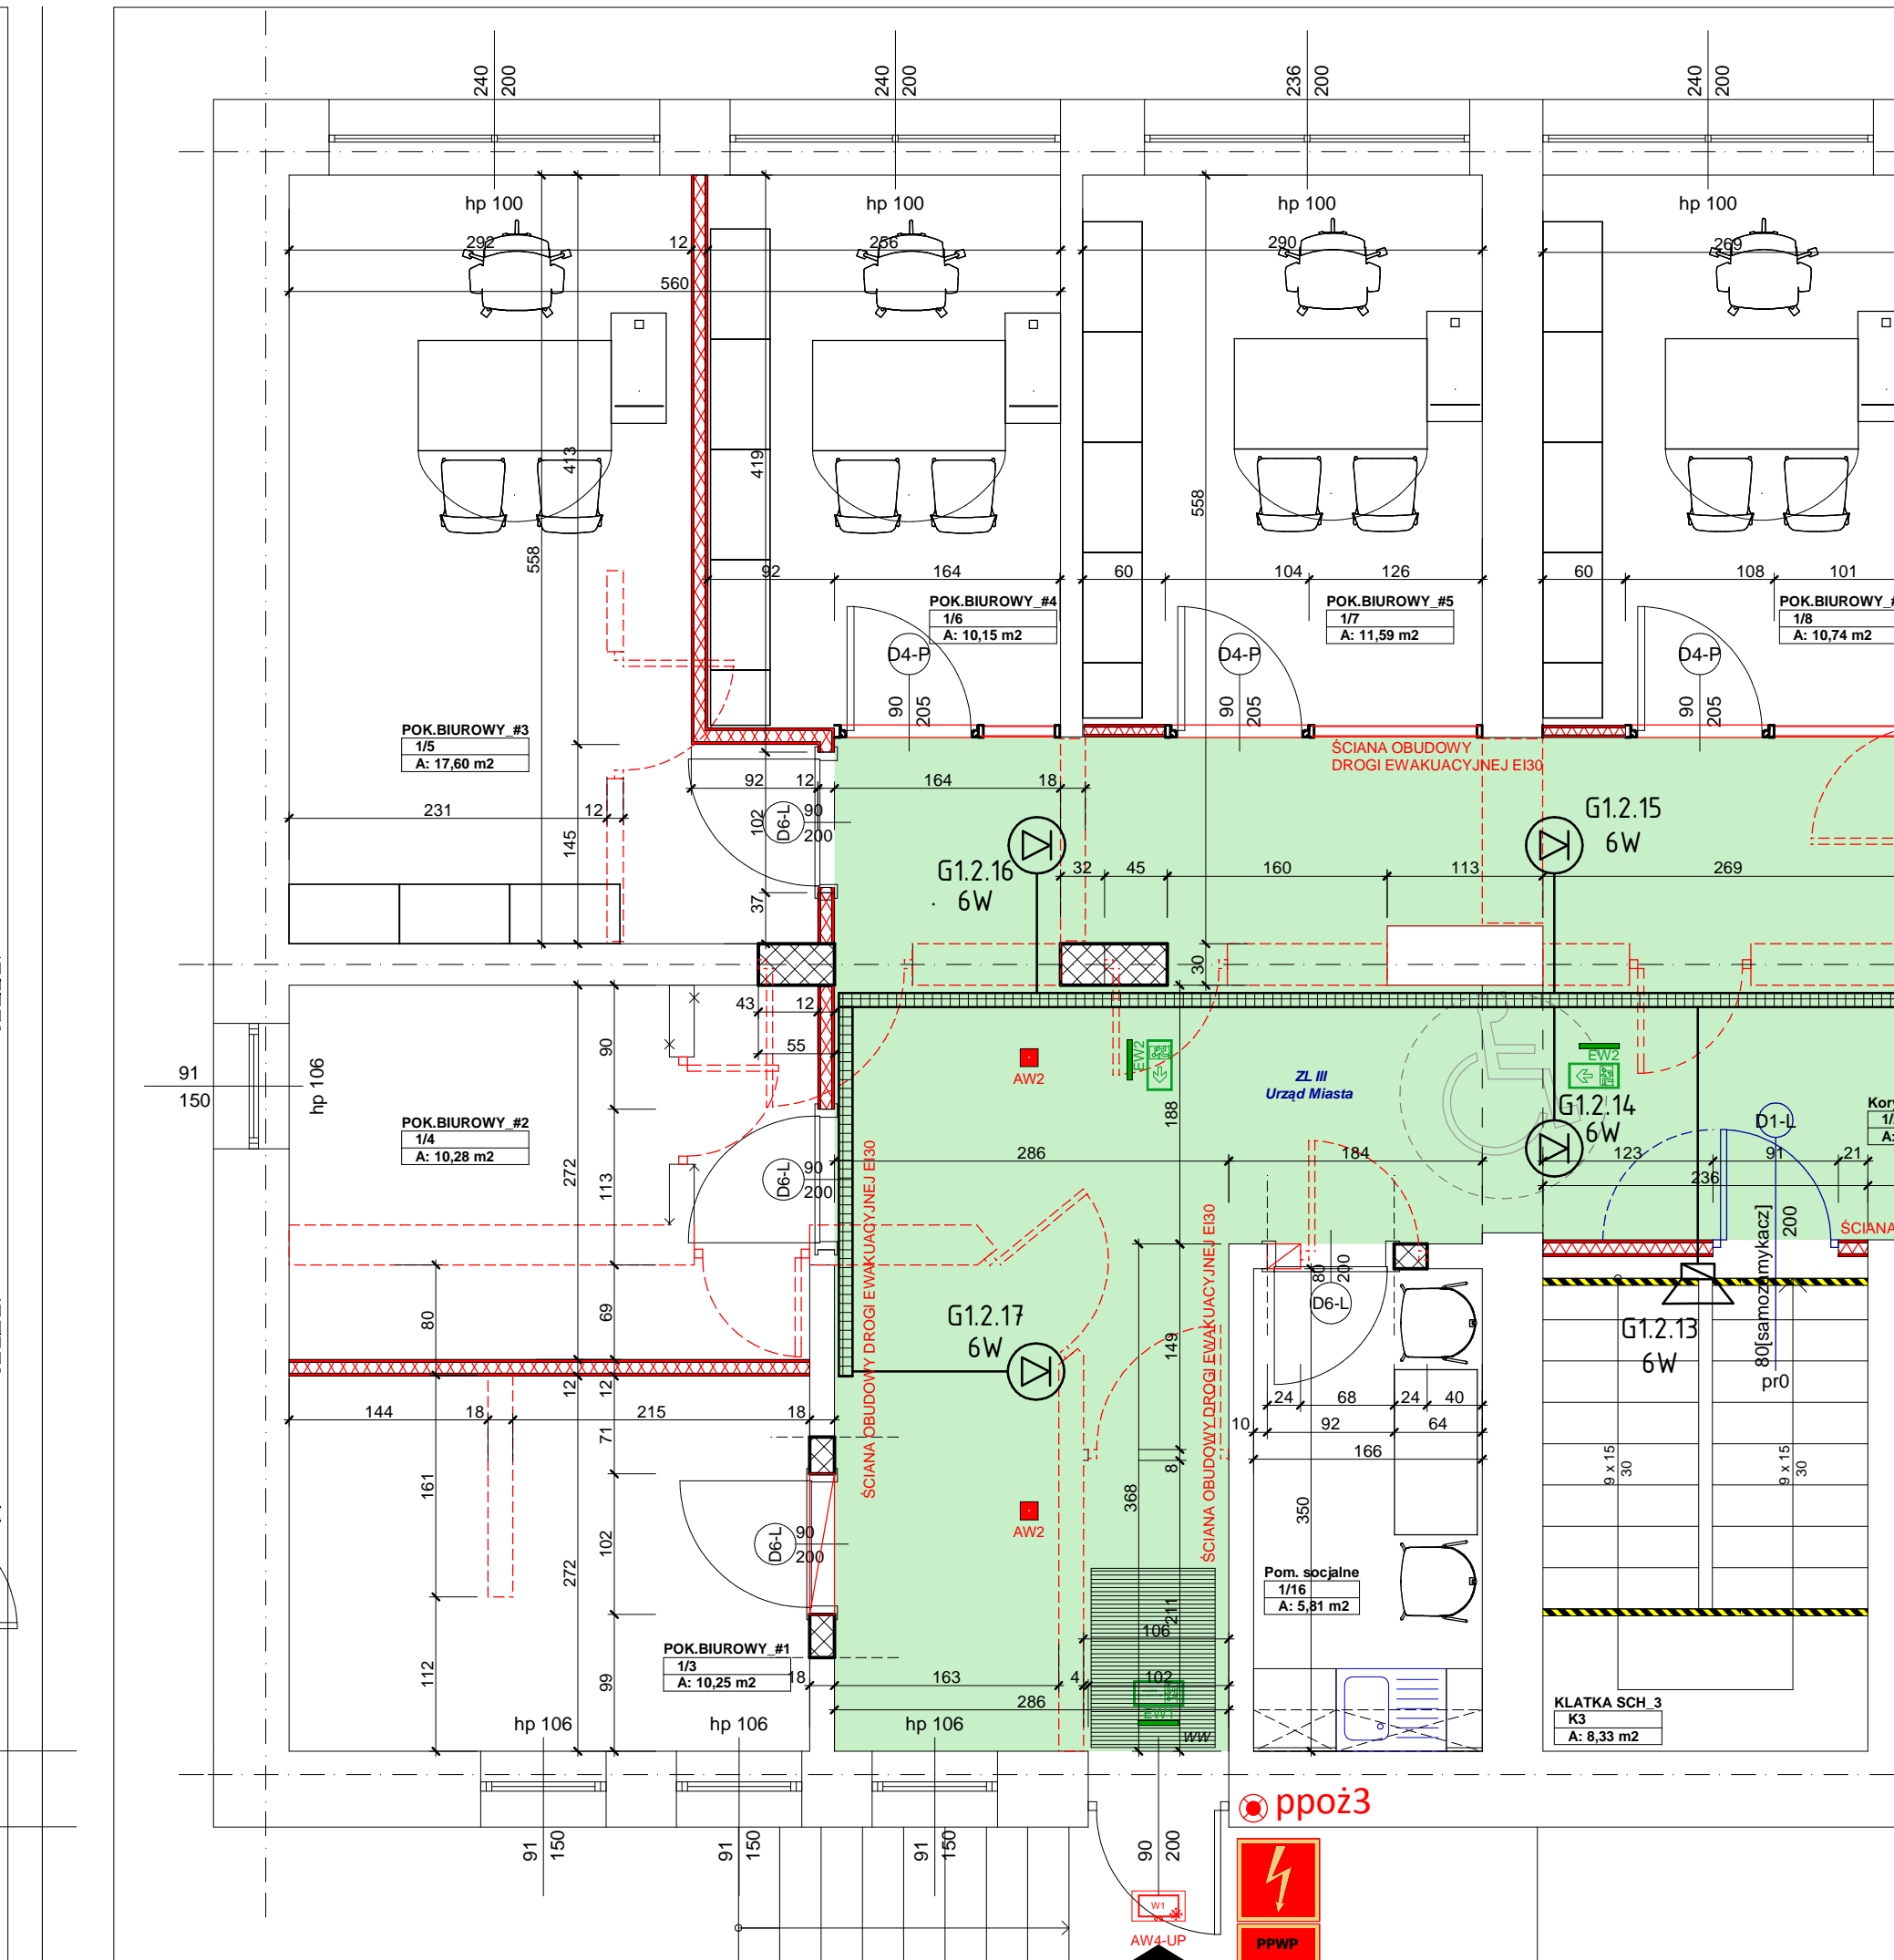 240
200
240
200
236
200
240
200
hp 100
hp 100
hp 100
hp 100
292
12
256
290
269
560
413
419
558
558
92
164
60
104
126
60
108
101
POK.BIUROWY_#4
1/6
A: 10,15 m2
POK.BIUROWY_#5
1/7
A: 11,59 m2
1/8
A: 10,74 m2
D4-P
90
205
D4-P
90
205
D4-P
90
205
POK.BIUROWY_#3
1/5
A: 17,60 m2
ŚCIANA OBUDOWY
DROGI EWAKUACYJNEJ EI30
92
12
164
18
231
12
145
102
D6-L
90
200
37
G1.2.16
6W
G1.2.15
6W
32
45
160
113
269
30
43
12
55
90
91
150
hp 106
AW2
EW2
188
ZL III
Urząd Miasta
EW2
G1.2.14
6W
D1-L
POK.BIUROWY_#2
1/4
A: 10,28 m2
272
113
D6-L
90
200
286
184
123
91
21
236
200
80[samozamykacz]
pr0
ŚCIANA
ŚCIANA OBUDOWY DROGI EWAKUACYJNEJ EI30
ŚCIANA OBUDOWY DROGI EWAKUACYJNEJ EI30
80
69
G1.2.17
6W
149
80
200
D6-L
G1.2.13
6W
12
12
144
18
215
18
71
24
68
24
40
10
92
64
166
8
9 x 15
30
9 x 15
30
161
368
350
AW2
272
102
D6-L
90
200
Pom. socjalne
1/16
A: 5,81 m2
211
106
POK.BIUROWY_#1
1/3
A: 10,25 m2
112
99
18
163
4
102
286
EW1
WW
KLATKA SCH_3
K3
A: 8,33 m2
hp 106
hp 106
hp 106
91
150
91
150
91
150
90
200
ppoż3
W1
AW4-UP
PPWP